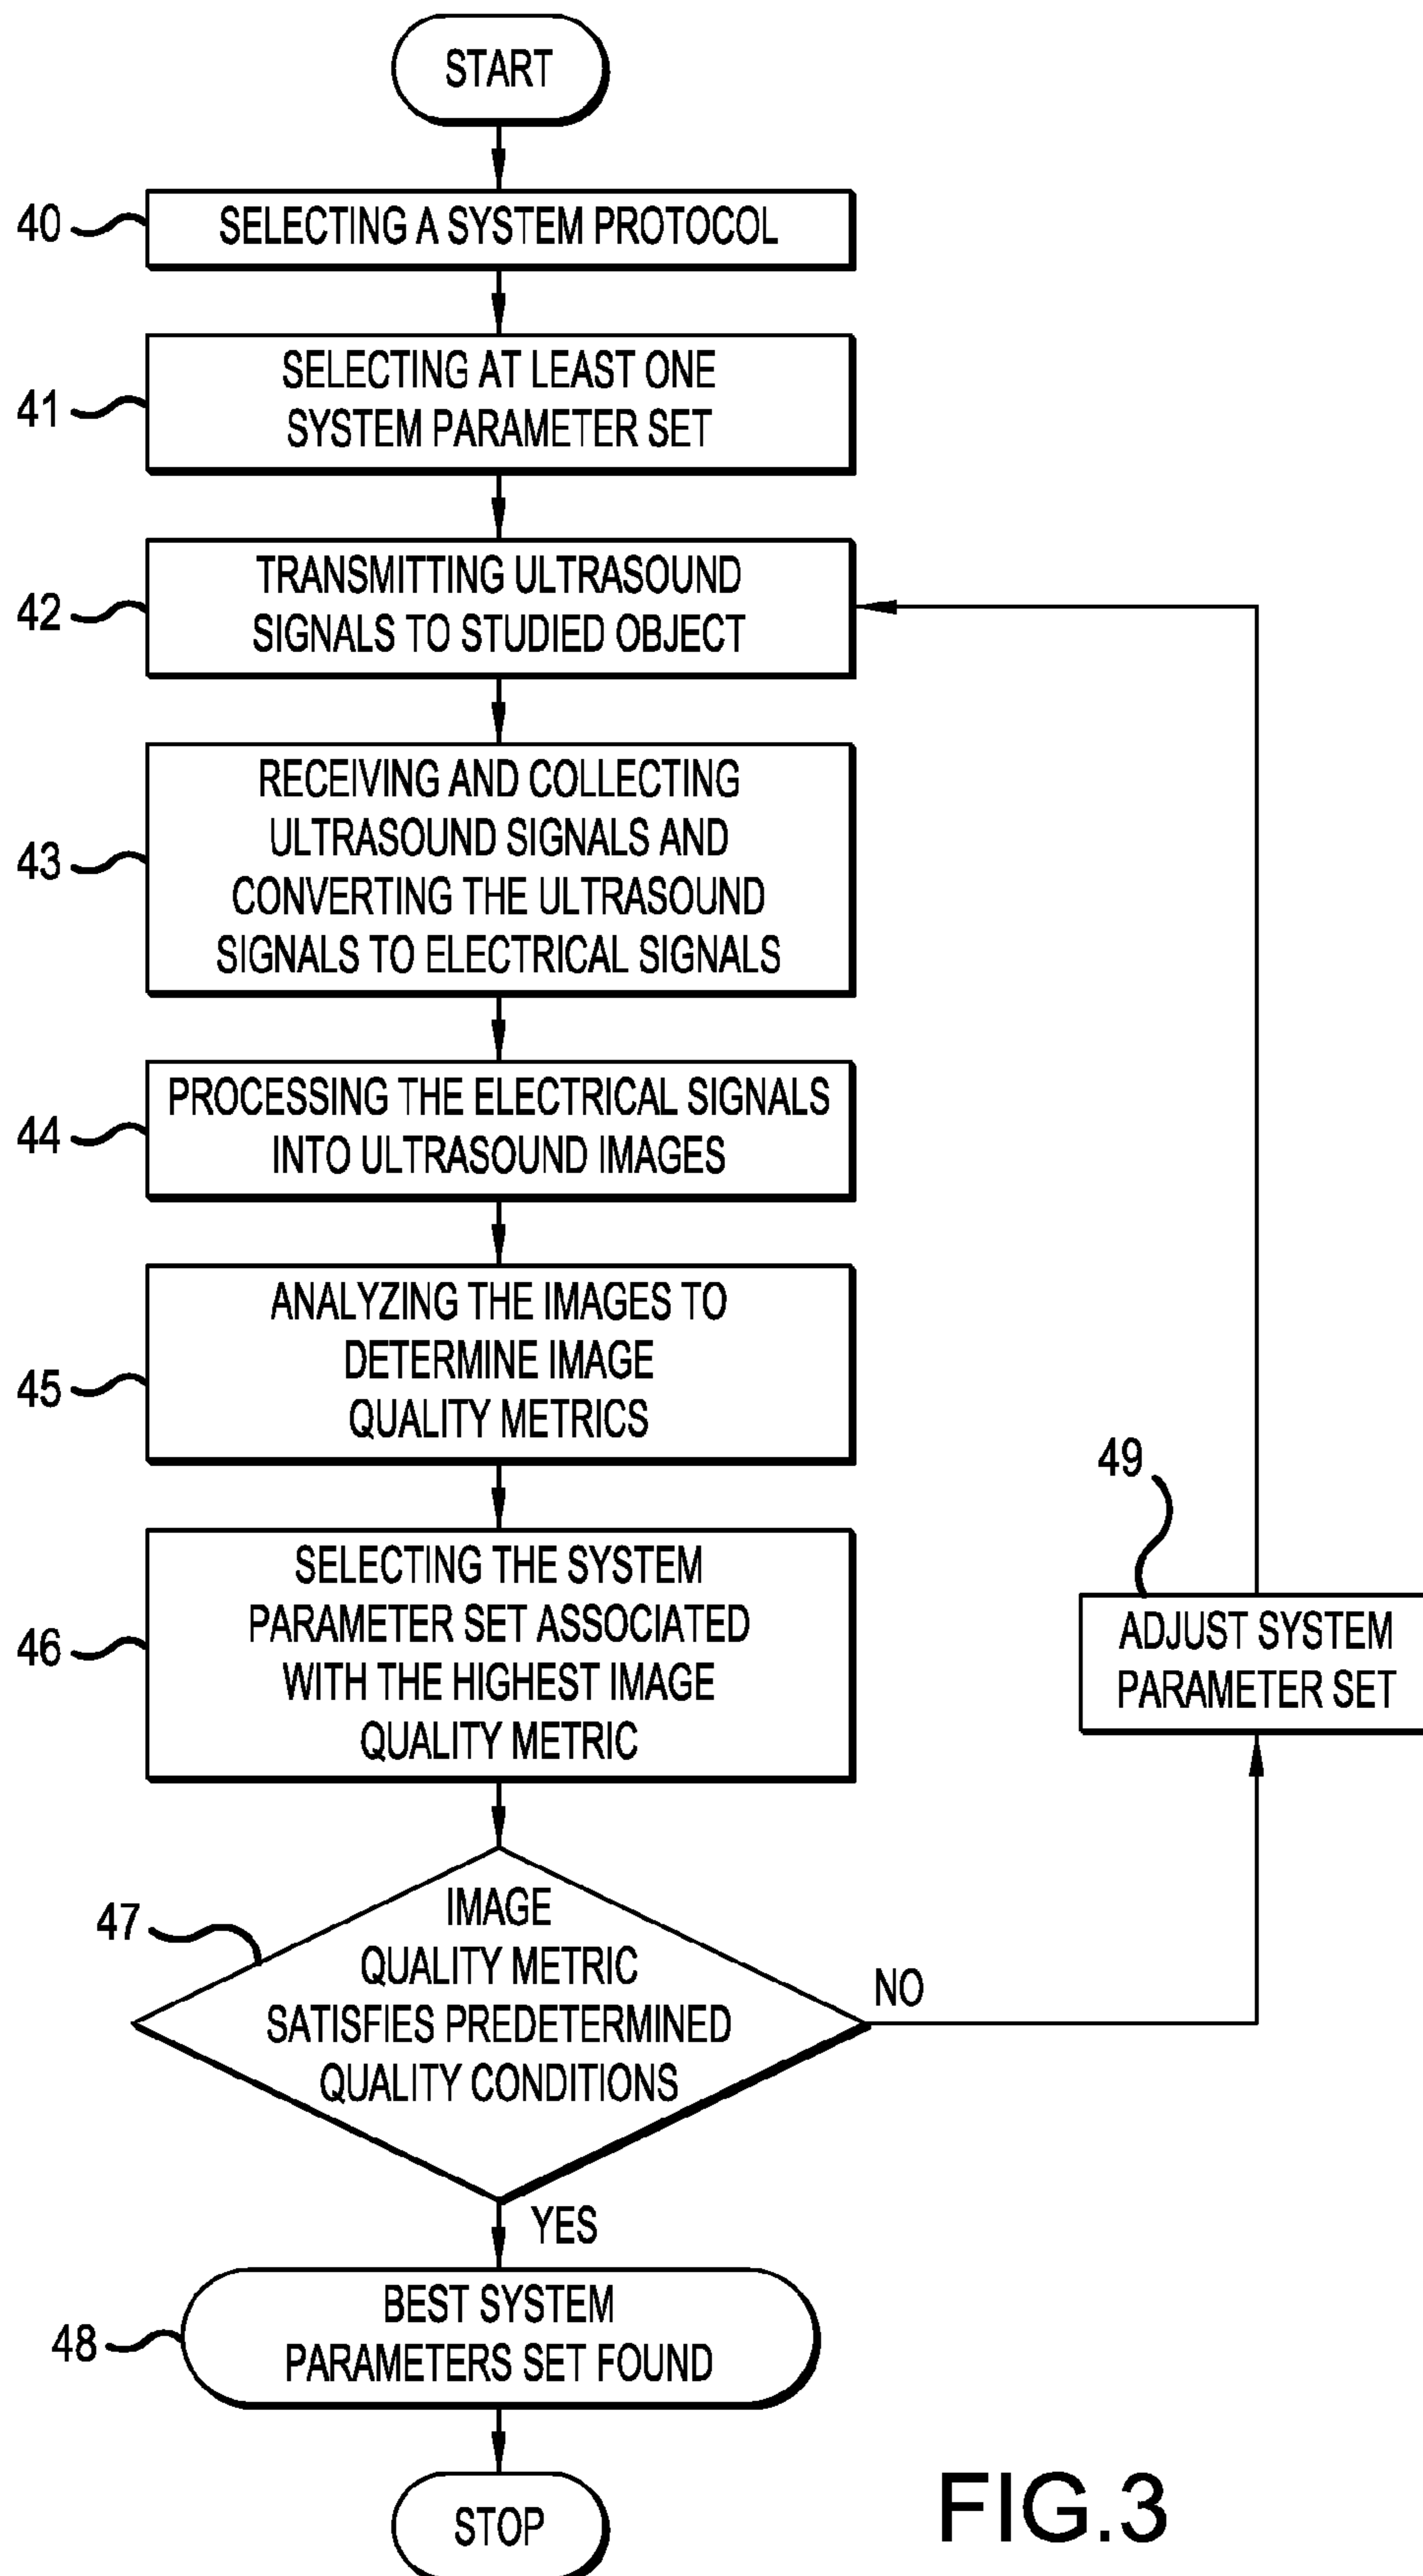 START
40
SELECTING A SYSTEM PROTOCOL
41
SELECTING AT LEAST ONE
SYSTEM PARAMETER SET
42
TRANSMITTING ULTRASOUND
SIGNALS TO STUDIED OBJECT
43
RECEIVING AND COLLECTING
ULTRASOUND SIGNALS AND
CONVERTING THE ULTRASOUND
SIGNALS TO ELECTRICAL SIGNALS
44
PROCESSING THE ELECTRICAL SIGNALS
INTO ULTRASOUND IMAGES
45
ANALYZING THE IMAGES TO
DETERMINE IMAGE
QUALITY METRICS
46
SELECTING THE SYSTEM
PARAMETER SET ASSOCIATED
WITH THE HIGHEST IMAGE
QUALITY METRIC
49
ADJUST SYSTEM
PARAMETER SET
47
IMAGE
QUALITY METRIC
SATISFIES PREDETERMINED
QUALITY CONDITIONS
NO
YES
48
BEST SYSTEM
PARAMETERS SET FOUND
STOP
FIG.3